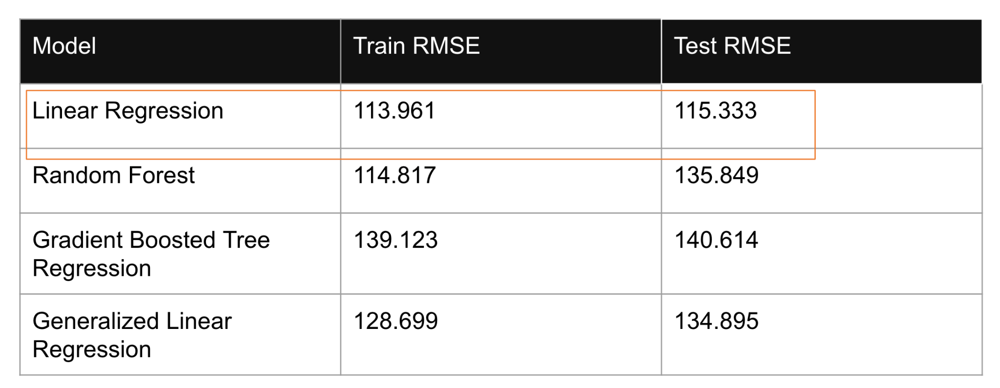 Model Train RMSE Test RMSE
Linear Regression 113.961 115.333
Random Forest 114.817 135.849
Gradient Boosted Tree 139.123 140.614
Regression
Generalized Linear 128.699 134.895
Regression